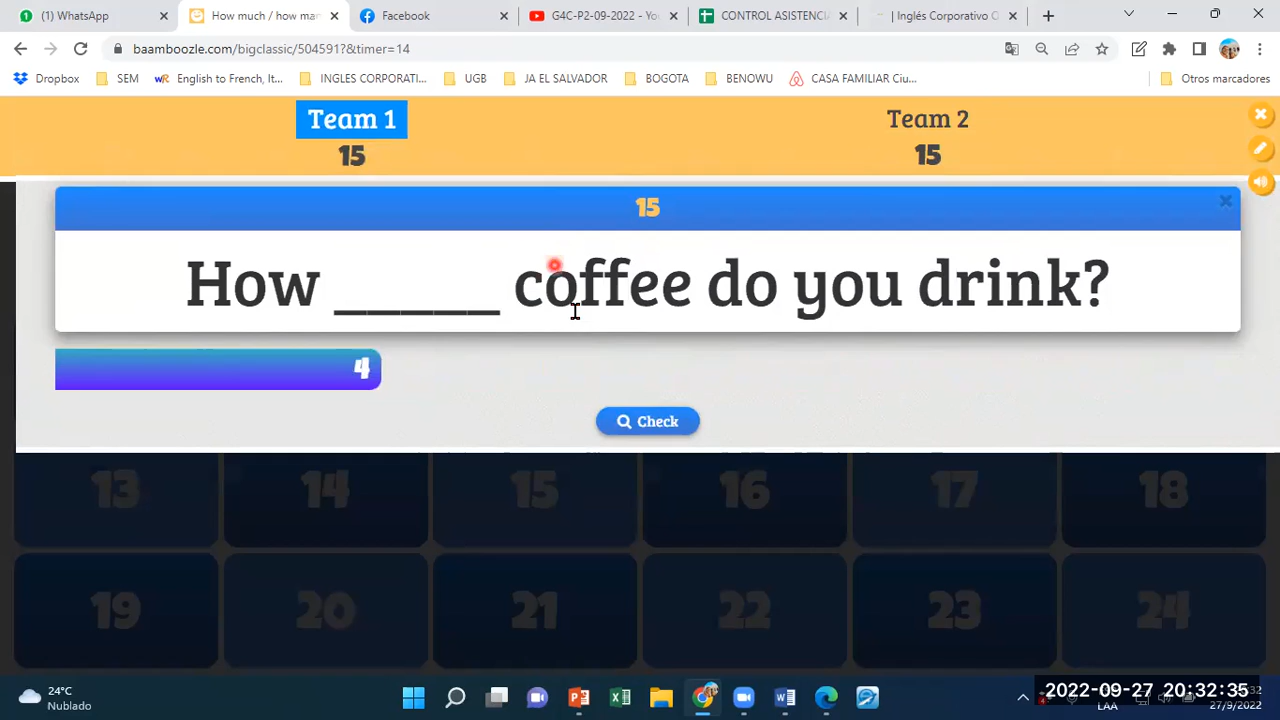 WhatsApp
How much / how ma
Facebook
G4C-P2-09-2022 - Yo
CONTROL ASISTENCI
Inglés Corporativo
baamboozle.com/bigclassic/504591?&timer=14
Dropbox
SEM
English to French, It...
INGLES CORPORATI...
UGB
JA EL SALVADOR
BOGOTA
BENOWU
CASA FAMILIAR Ciu...
Otros marcadores
Team 1
Team 2
15
15
15
How _____ coffee do you drink?
4
Check
13
14
15
16
17
18
19
20
21
22
23
24
24°C
Nublado
LAA
2022-09-27 20:32:35
27/9/2022